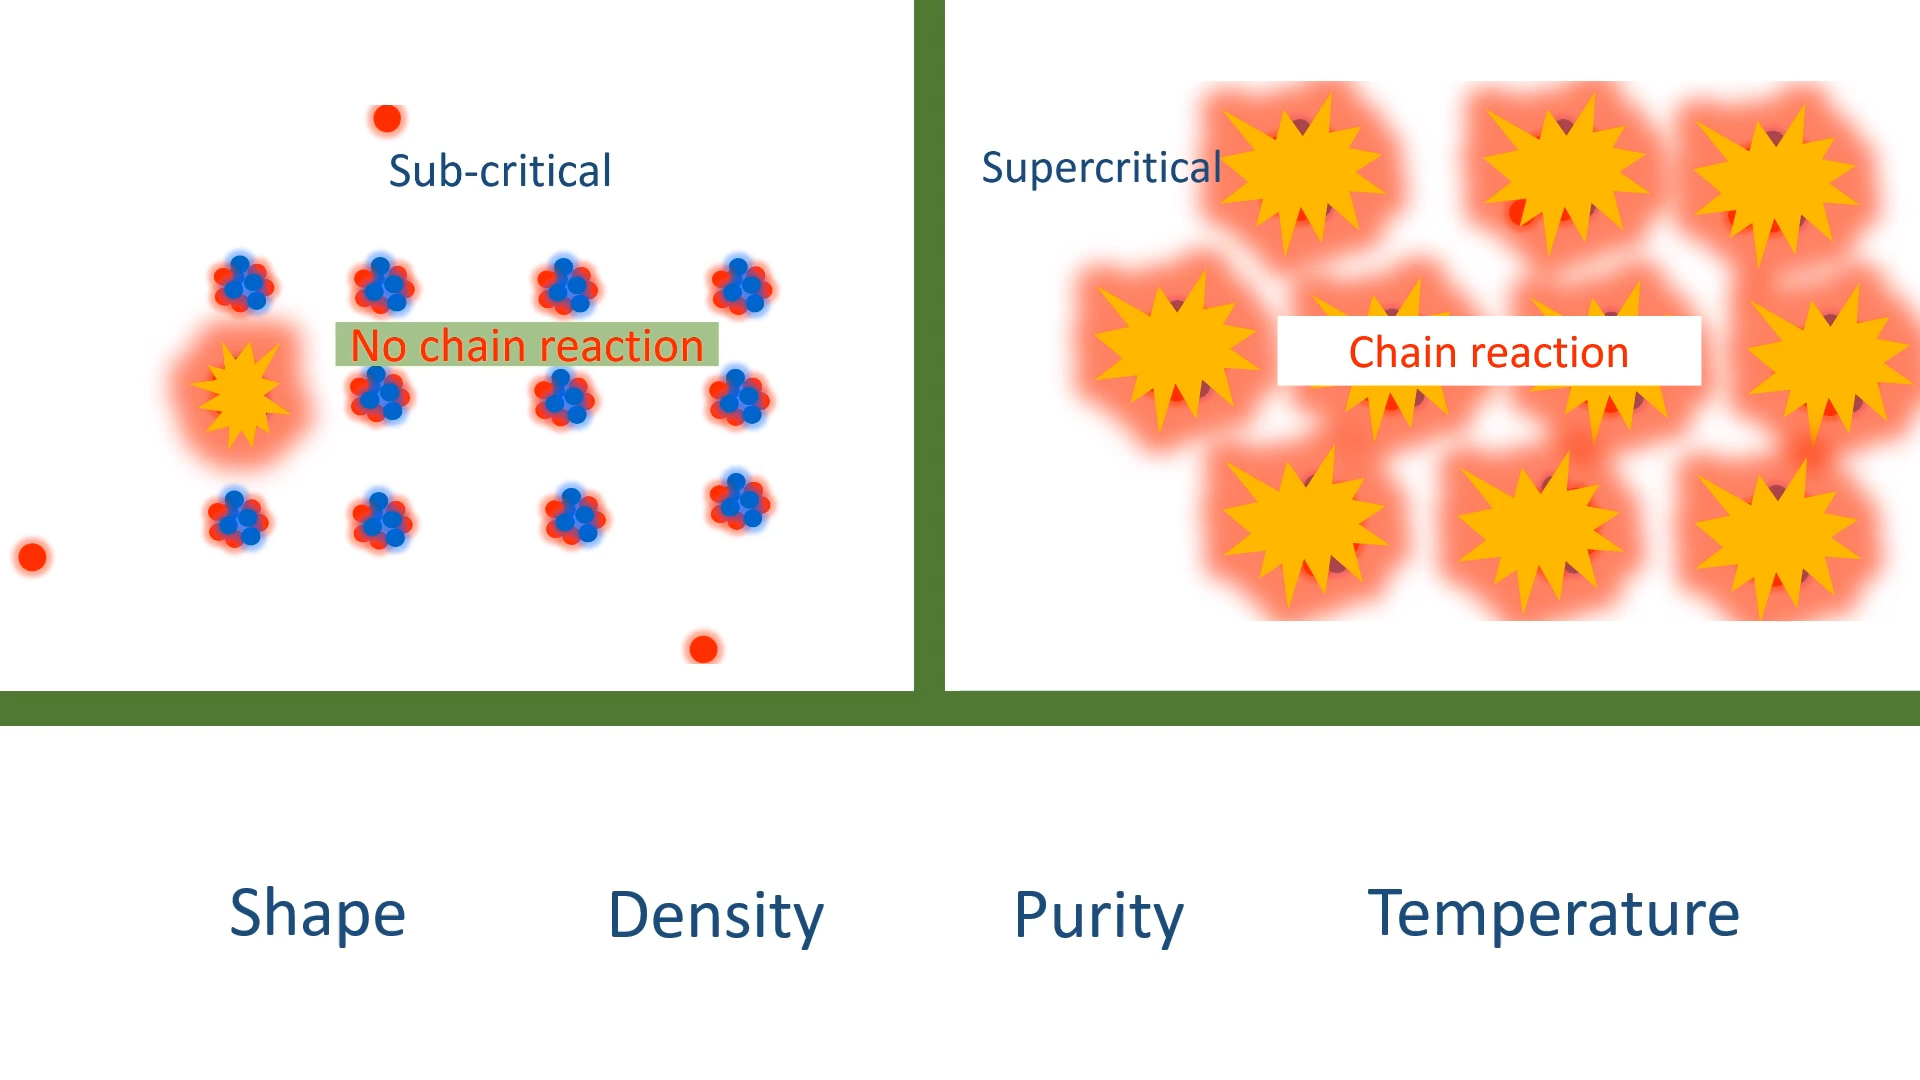 Sub-critical
No chain reaction
Supercritical
Chain reaction
Shape
Density
Purity
Temperature